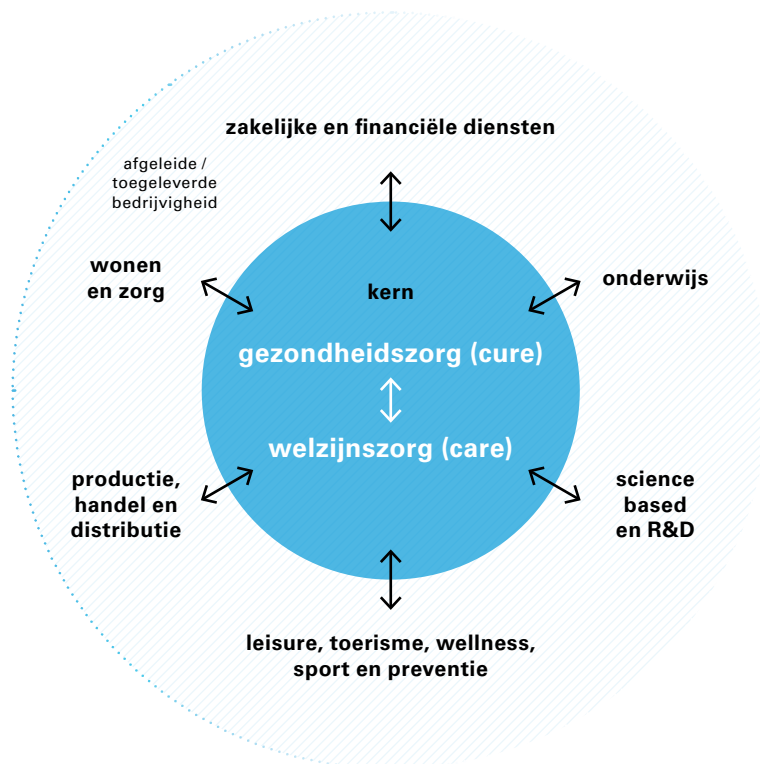 zakelijke en financiële diensten
afgeleide /
toegeleverde
bedrijvigheid
wonen
en zorg
kern
onderwijs
gezondheidszorg (cure)
welzijnszorg (care)
productie,
handel en
distributie
science
based
en R&D
leisure, toerisme, wellness,
sport en preventie